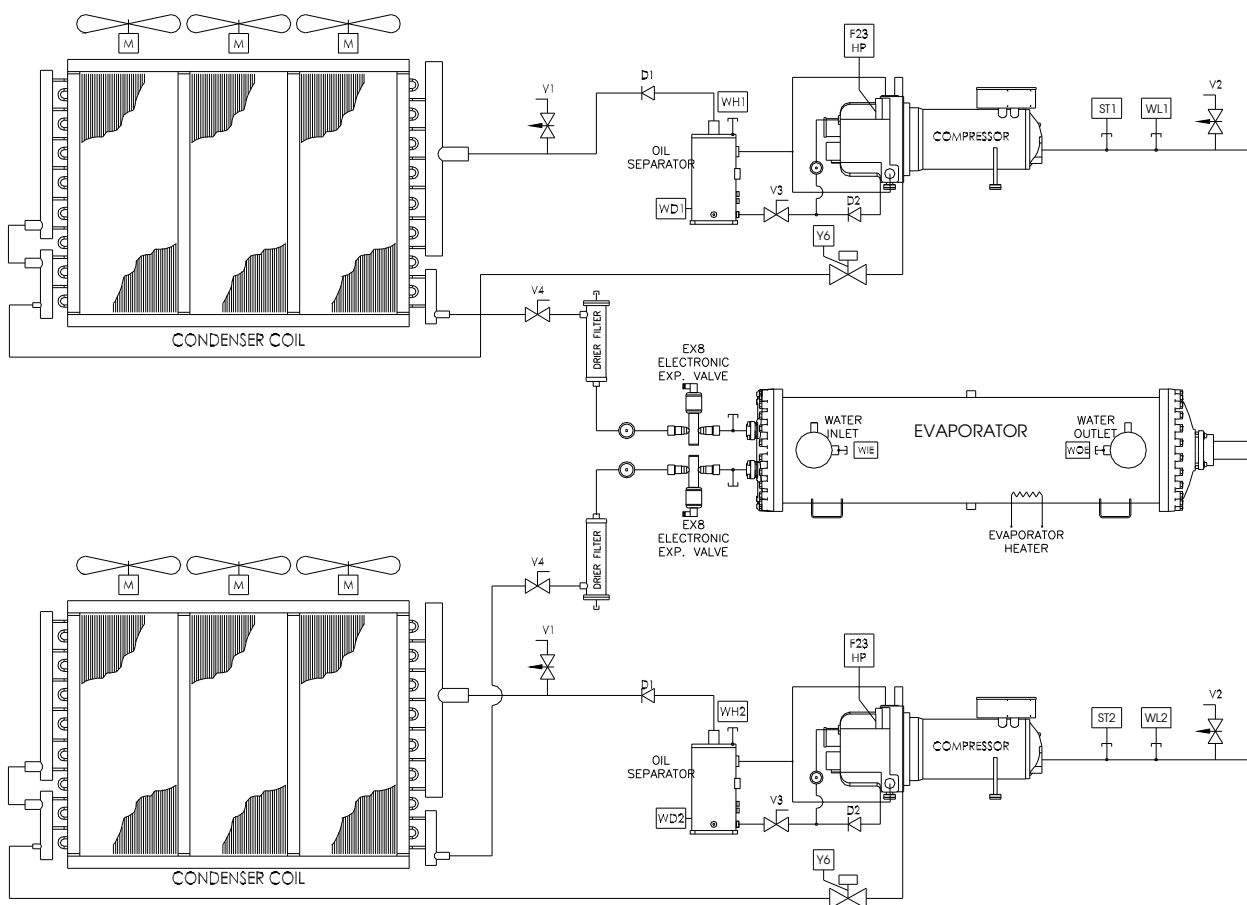 M
M
M
CONDENSER COIL
V1
D1
WH1
OIL
SEPARATOR
WD1
V3
D2
F23
HP
COMPRESSOR
Y6
ST1
WL1
V2
V4
DRIER FILTER
EX8
ELECTRONIC
EXP. VALVE
WATER
INLET
WIE
EVAPORATOR
WATER
OUTLET
WOE
EVAPORATOR
HEATER
EX8
ELECTRONIC
EXP. VALVE
DRIER FILTER
V4
M
M
M
CONDENSER COIL
V1
D1
WH2
OIL
SEPARATOR
WD2
V3
D2
F23
HP
COMPRESSOR
Y6
ST2
WL2
V2